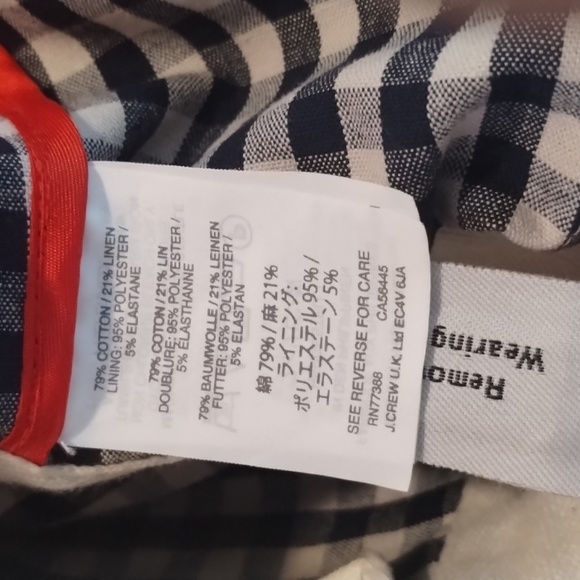 79% COTTON / 21% LINEN
LINING: 95% POLYESTER /
5% ELASTANE
79% COTON / 21% LIN
DOUBLURE: 95% POLYESTER /
5% ELASTHANNE
79% BAUMWOLLE / 21% LEINEN
FUTTER: 95% POLYESTER /
5% ELASTAN
綿 79% / 麻 21%
ライニング:
ポリエステル 95% /
エラステーン 5%
SEE REVERSE FOR CARE
RN77388 CA56445
J.CREW U.K. Ltd EC4V 6JA
Wearing